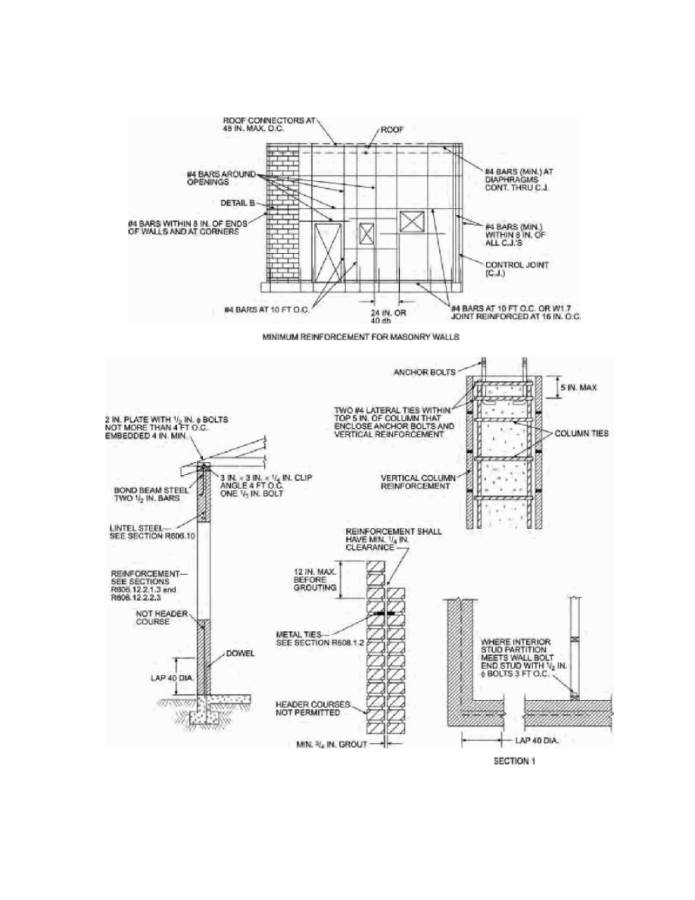 ROOF CONNECTORS AT
48 IN. MAX. O.C.
ROOF
#4 BARS AROUND
OPENINGS
#4 BARS (MIN.) AT
DIAPHRAGMS
CONT. THRU C.J.
DETAIL B
#4 BARS WITHIN 8 IN. OF ENDS
OF WALLS AND AT CORNERS
#4 BARS (MIN.)
WITHIN 8 IN. OF
ALL C.J.'S
CONTROL JOINT
(C.J.)
#4 BARS AT 10 FT O.C.
24 IN. OR
40 db
#4 BARS AT 10 FT O.C. OR W1.7
JOINT REINFORCED AT 16 IN. O.C.
MINIMUM REINFORCEMENT FOR MASONRY WALLS
ANCHOR BOLTS
5 IN. MAX
TWO #4 LATERAL TIES WITHIN
TOP 5 IN. OF COLUMN THAT
ENCLOSE ANCHOR BOLTS AND
VERTICAL REINFORCEMENT
COLUMN TIES
VERTICAL COLUMN
REINFORCEMENT
2 IN. PLATE WITH 1/2 IN. φ BOLTS
NOT MORE THAN 4 FT O.C.
EMBEDDED 4 IN. MIN.
3 IN. × 3 IN. × 1/4 IN. CLIP
ANGLE 4 FT O.C.
ONE 1/2 IN. BOLT
BOND BEAM STEEL
TWO 1/2 IN. BARS
LINTEL STEEL—
SEE SECTION R606.10
REINFORCEMENT—
SEE SECTIONS
R606.12.2.1.3 and
R606.12.2.2.3
NOT HEADER
COURSE
DOWEL
LAP 40 DIA.
REINFORCEMENT SHALL
HAVE MIN. 1/4 IN.
CLEARANCE
12 IN. MAX.
BEFORE
GROUTING
METAL TIES—
SEE SECTION R608.1.2
HEADER COURSES
NOT PERMITTED
MIN. 3/4 IN. GROUT
WHERE INTERIOR
STUD PARTITION
MEETS WALL BOLT
END STUD WITH 1/2 IN.
φ BOLTS 3 FT O.C.
LAP 40 DIA.
SECTION 1